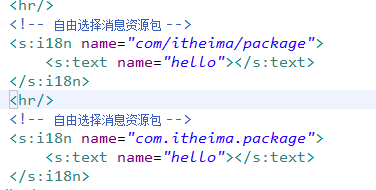 <hr/>
<!-- 自由选择消息资源包 -->
<s:i18n name="com/itheima/package">
    <s:text name="hello"></s:text>
</s:i18n>
<hr/>
<!-- 自由选择消息资源包 -->
<s:i18n name="com.itheima.package">
    <s:text name="hello"></s:text>
</s:i18n>